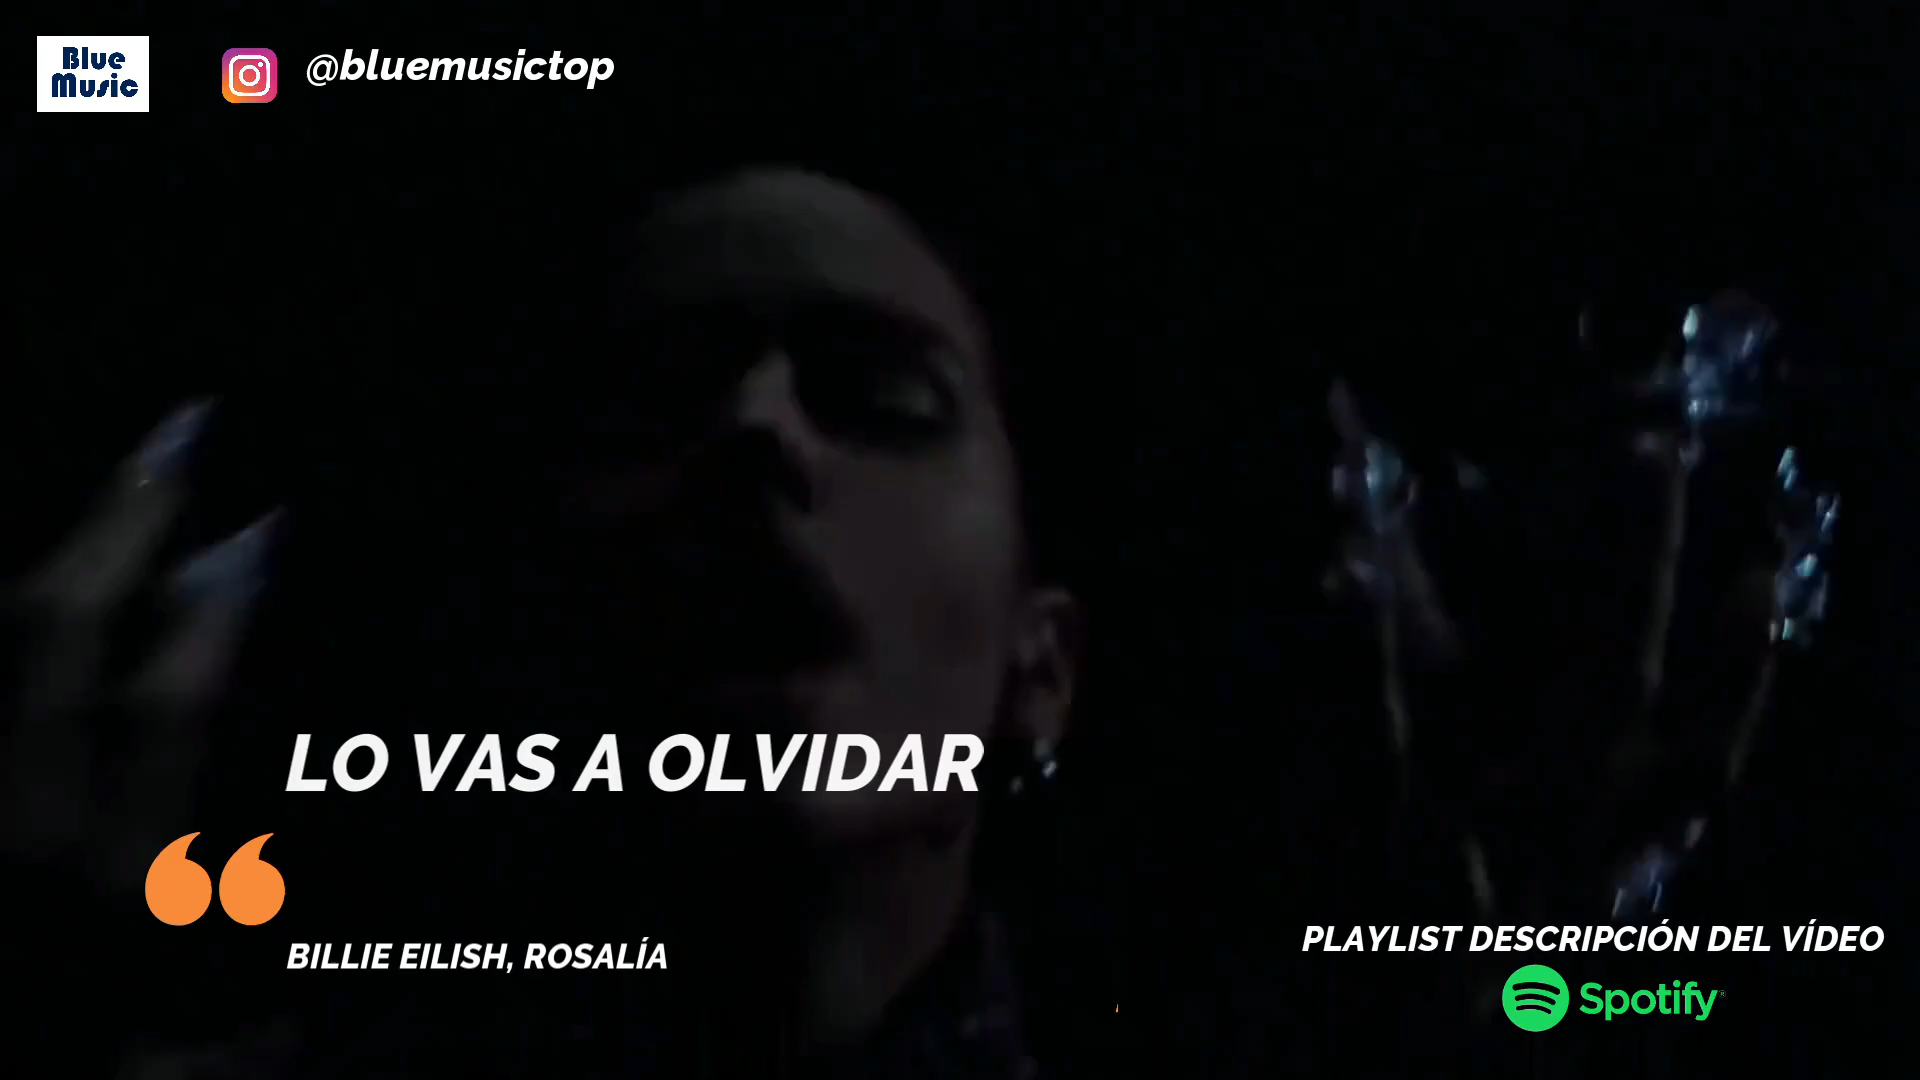 Blue
Music
@bluemusictop
LO VAS A OLVIDAR
BILLIE EILISH, ROSALÍA
PLAYLIST DESCRIPCIÓN DEL VÍDEO
Spotify